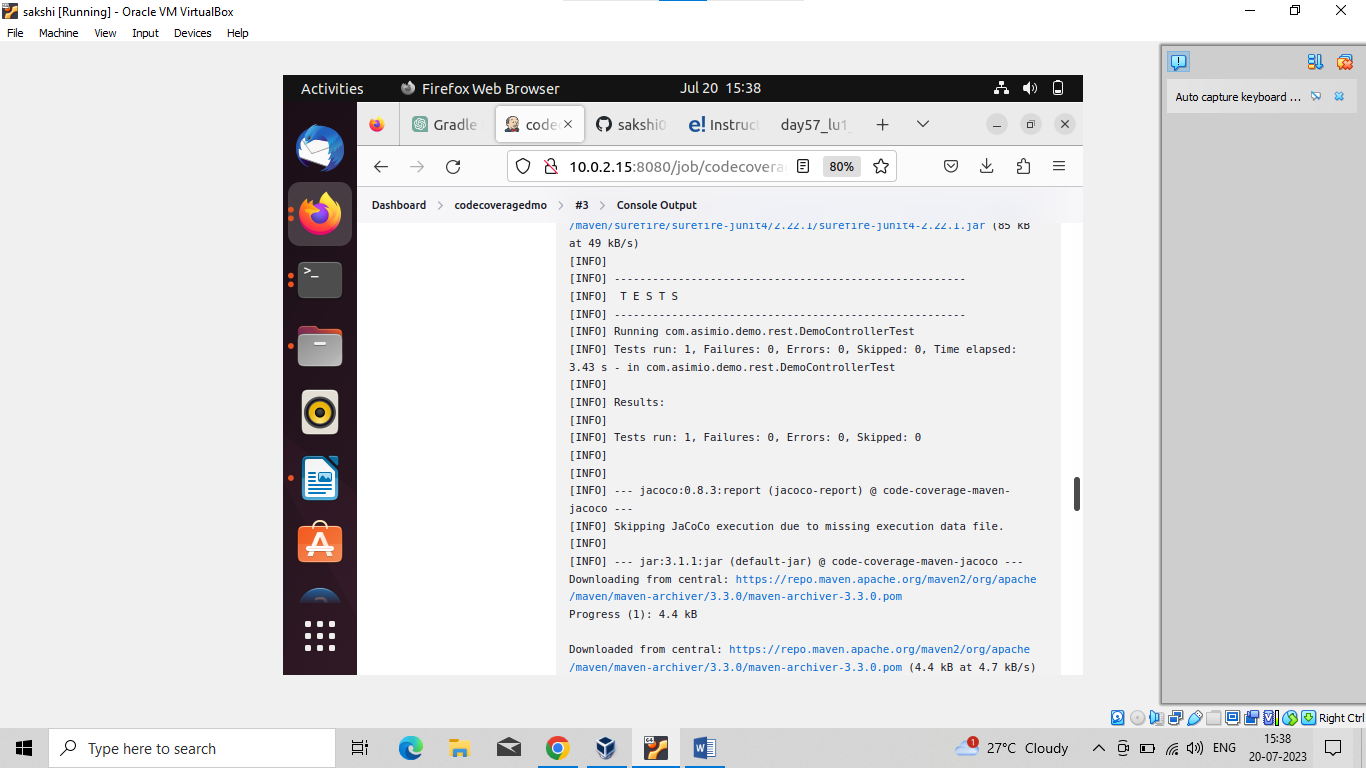 sakshi [Running] - Oracle VM VirtualBox
File Machine View Input Devices Help
Auto capture keyboard ...
Activities Firefox Web Browser Jul 20 15:38
Gradle code sakshi0 e! Instruct day57_lu1_
10.0.2.15:8080/job/codecovera 80%
Dashboard codecoveragedmo #3 Console Output
/maven/surefire/surefire-junit4/2.22.1/surefire-junit4-2.22.1.jar (85 kB
at 49 kB/s)
[INFO]
[INFO] -------------------------------------------------------
[INFO]  T E S T S
[INFO] -------------------------------------------------------
[INFO] Running com.asimio.demo.rest.DemoControllerTest
[INFO] Tests run: 1, Failures: 0, Errors: 0, Skipped: 0, Time elapsed:
3.43 s - in com.asimio.demo.rest.DemoControllerTest
[INFO]
[INFO] Results:
[INFO]
[INFO] Tests run: 1, Failures: 0, Errors: 0, Skipped: 0
[INFO]
[INFO]
[INFO] --- jacoco:0.8.3:report (jacoco-report) @ code-coverage-maven-
jacoco ---
[INFO] Skipping JaCoCo execution due to missing execution data file.
[INFO]
[INFO] --- jar:3.1.1:jar (default-jar) @ code-coverage-maven-jacoco ---
Downloading from central: https://repo.maven.apache.org/maven2/org/apache
/maven/maven-archiver/3.3.0/maven-archiver-3.3.0.pom
Progress (1): 4.4 kB
Downloaded from central: https://repo.maven.apache.org/maven2/org/apache
/maven/maven-archiver/3.3.0/maven-archiver-3.3.0.pom (4.4 kB at 4.7 kB/s)
Right Ctrl
Type here to search
1 27°C Cloudy ENG 15:38
20-07-2023